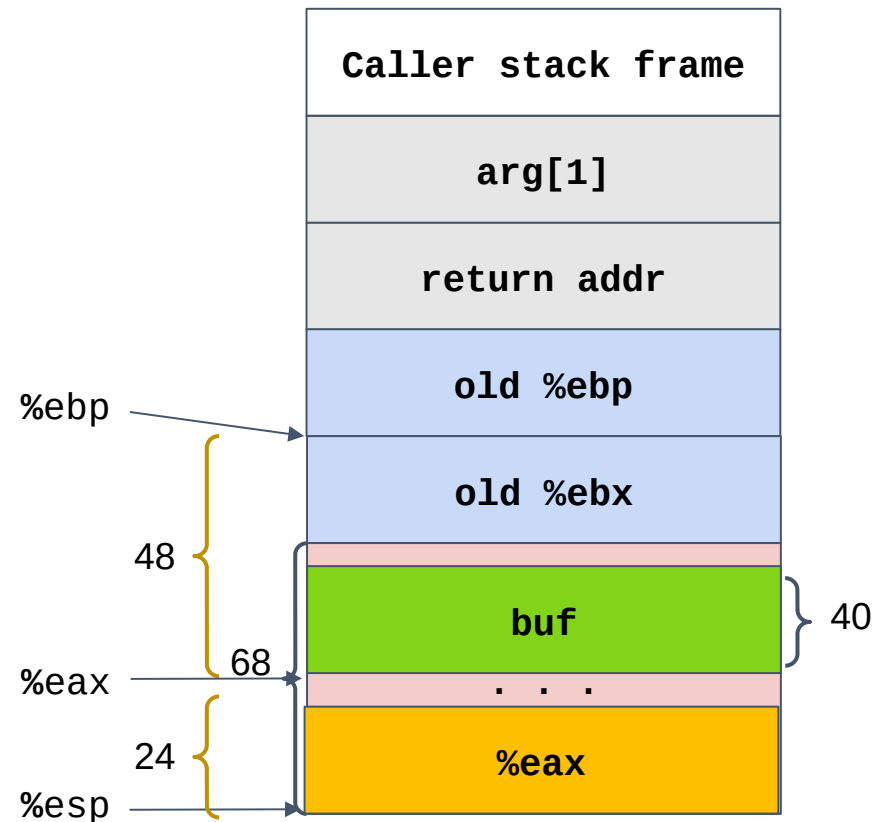 Caller stack frame
arg[1]
return addr
old %ebp
%ebp
old %ebx
48
buf
40
68
%eax
. . .
24
%eax
%esp